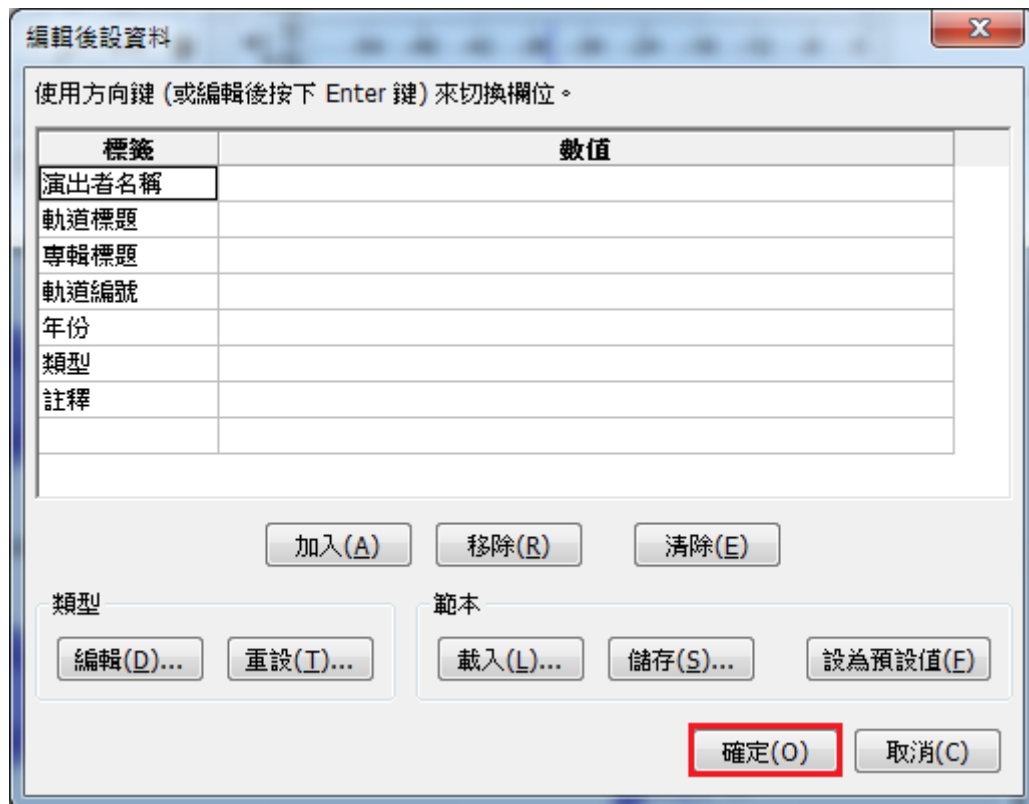 編輯後設資料
使用方向鍵 (或編輯後按下 Enter 鍵) 來切換欄位。
標籤 數值
演出者名稱
軌道標題
專輯標題
軌道編號
年份
類型
註釋
加入(A) 移除(R) 清除(E)
類型 範本
編輯(D)... 重設(T)... 載入(L)... 儲存(S)... 設為預設值(F)
確定(O) 取消(C)